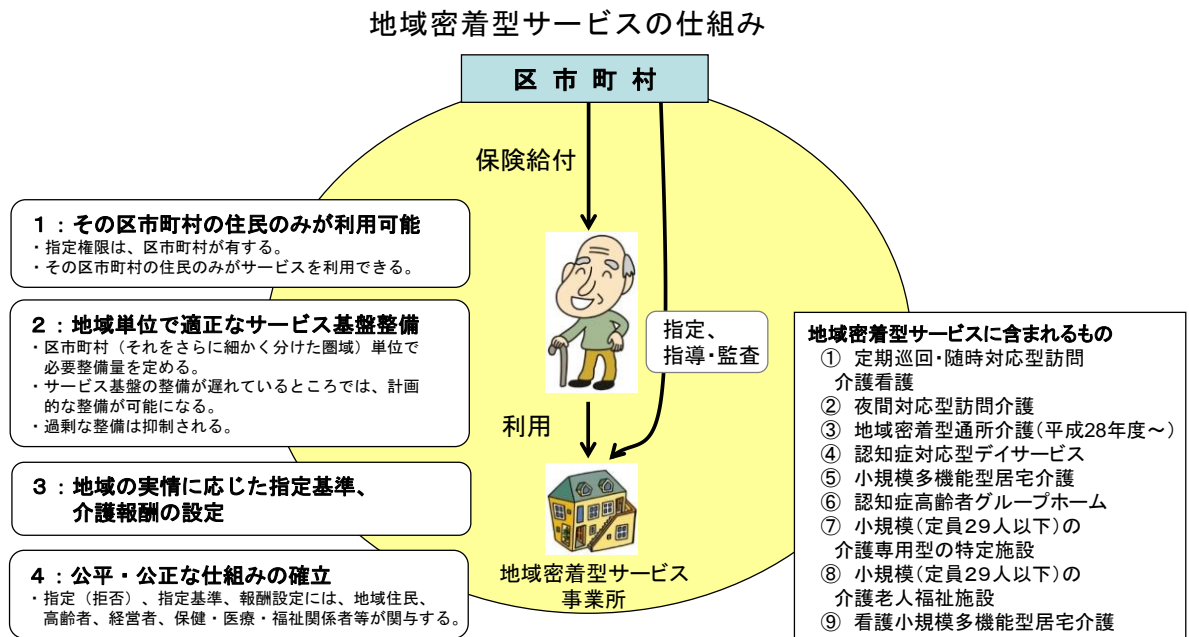 地域密着型サービスの仕組み
区 市 町 村
保険給付
1：その区市町村の住民のみが利用可能
・指定権限は、区市町村が有する。
・その区市町村の住民のみがサービスを利用できる。
2：地域単位で適正なサービス基盤整備
・区市町村（それをさらに細かく分けた圏域）単位で
必要整備量を定める。
・サービス基盤の整備が遅れているところでは、計画
的な整備が可能になる。
・過剰な整備は抑制される。
3：地域の実情に応じた指定基準、
介護報酬の設定
4：公平・公正な仕組みの確立
・指定（拒否）、指定基準、報酬設定には、地域住民、
高齢者、経営者、保健・医療・福祉関係者等が関与する。
指定、
指導・監査
利用
地域密着型サービス
事業所
地域密着型サービスに含まれるもの
① 定期巡回・随時対応型訪問
介護看護
② 夜間対応型訪問介護
③ 地域密着型通所介護(平成28年度～)
④ 認知症対応型デイサービス
⑤ 小規模多機能型居宅介護
⑥ 認知症高齢者グループホーム
⑦ 小規模(定員29人以下)の
介護専用型の特定施設
⑧ 小規模(定員29人以下)の
介護老人福祉施設
⑨ 看護小規模多機能型居宅介護